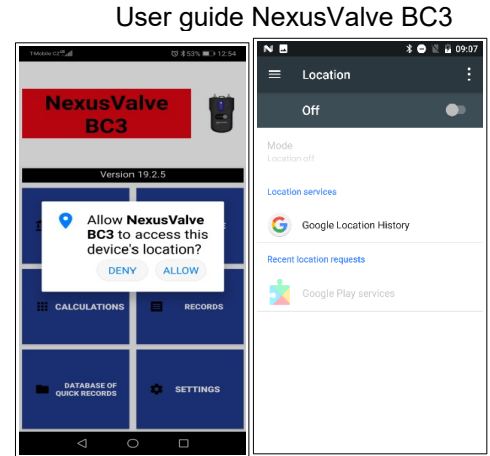 User guide NexusValve BC3
T-Mobile CZ
53% 12:54
NexusValve
BC3
Version 19.2.5
Allow NexusValve
BC3 to access this
device's location?
DENY ALLOW
CALCULATIONS
RECORDS
DATABASE OF
QUICK RECORDS
SETTINGS
09:07
Location
Off
Mode
Location off
Location services
G
Google Location History
Recent location requests
Google Play services